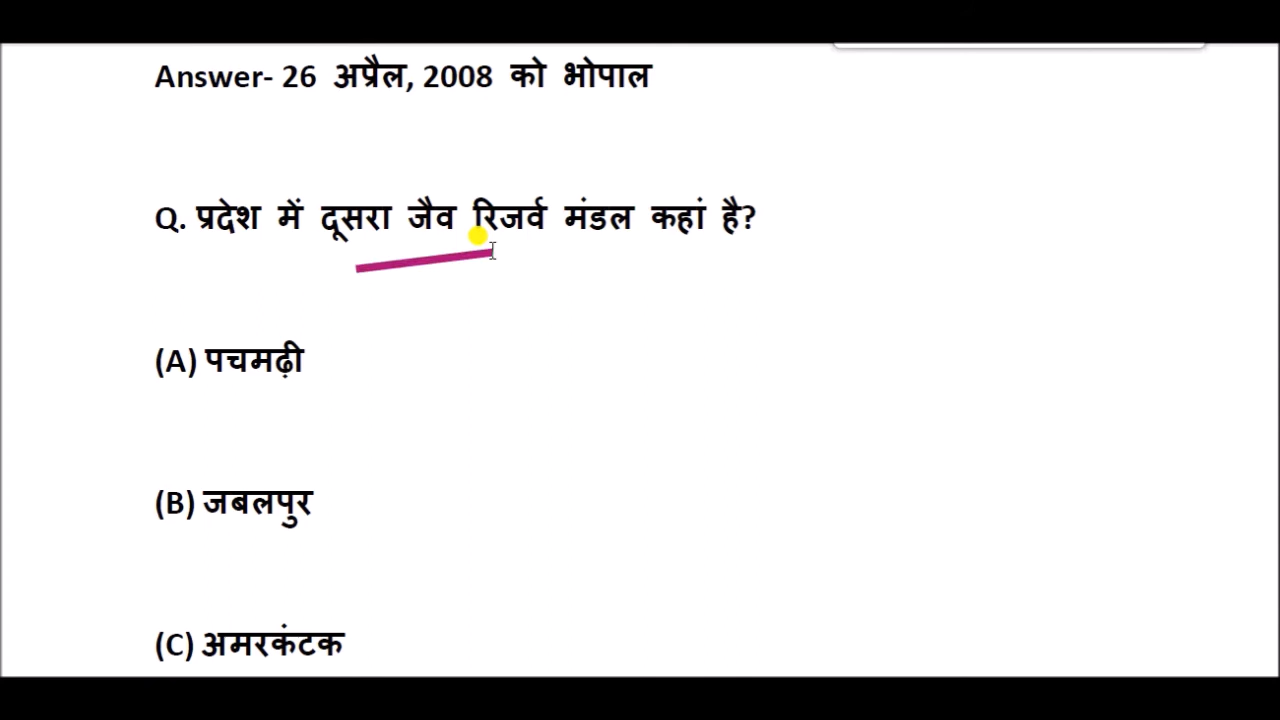 Answer- 26 अप्रैल, 2008 को भोपाल
Q. प्रदेश में दूसरा जैव रिजर्व मंडल कहां है?
(A) पचमढ़ी
(B) जबलपुर
(C) अमरकंटक